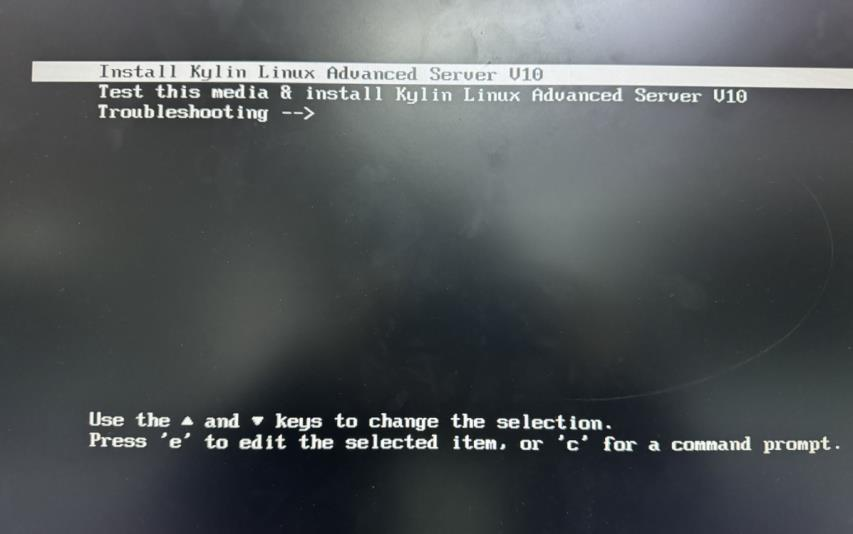 Install Kylin Linux Advanced Server V10
Test this media & install Kylin Linux Advanced Server V10
Troubleshooting -->
Use the ▲ and ▼ keys to change the selection.
Press 'e' to edit the selected item, or 'c' for a command prompt.